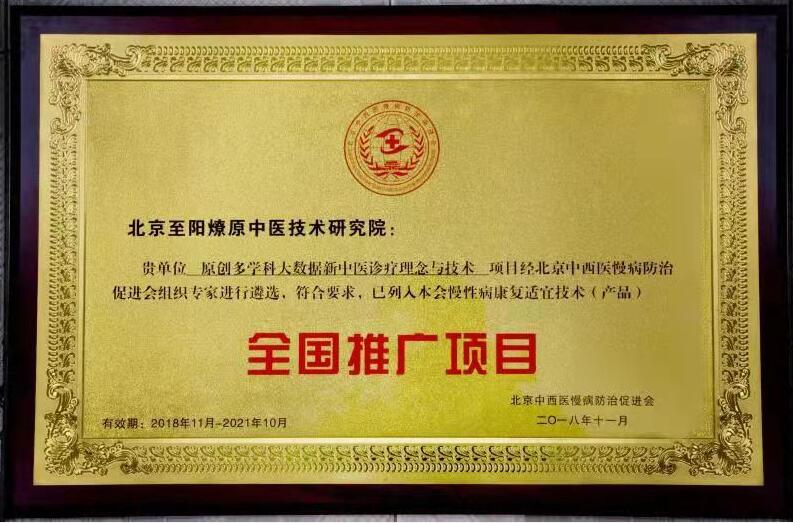 北京至阳燎原中医技术研究院：
贵单位 原创多学科大数据新中医诊疗理念与技术 项目经北京中西医慢病防治
促进会组织专家进行遴选，符合要求，已列入本会慢性病康复适宜技术（产品）
全国推广项目
北京中西医慢病防治促进会
有效期：2018年11月-2021年10月
二〇一八年十一月